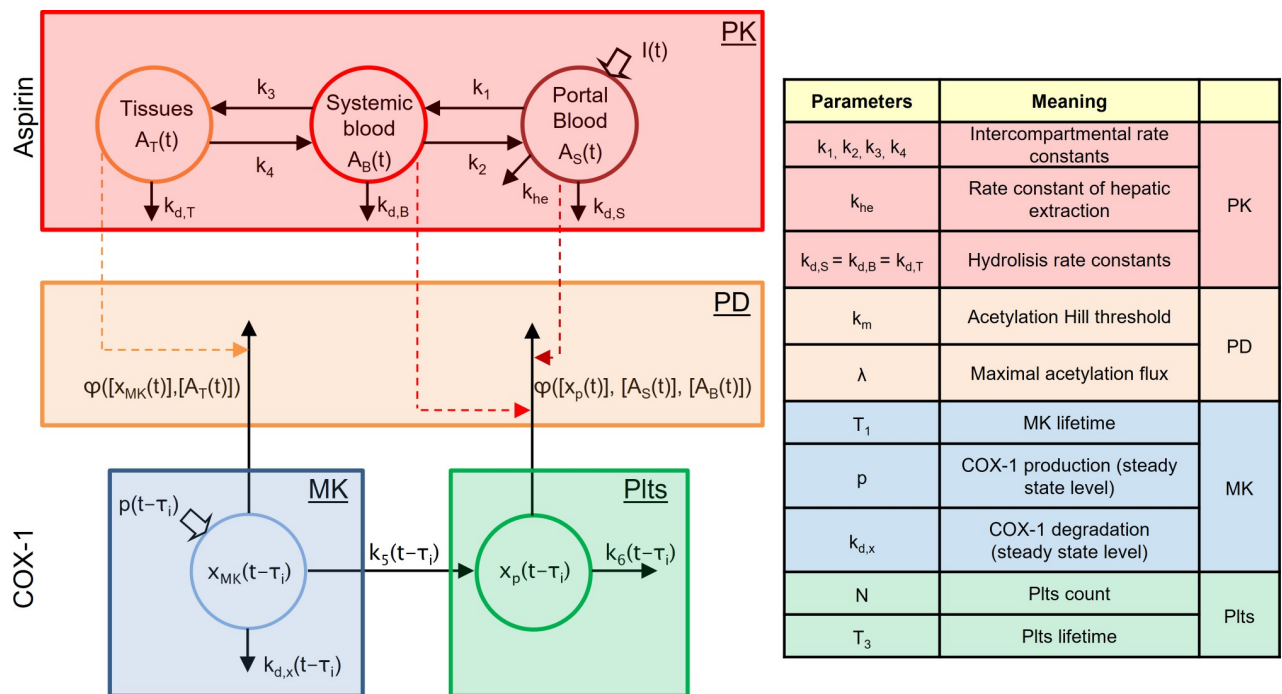 PK
Aspirin
I(t)
Tissues
A_T(t)
k_3
k_4
Systemic
blood
A_B(t)
k_1
k_2
Portal
Blood
A_S(t)
k_he
k_d,T
k_d,B
k_d,S
PD
φ([x_MK(t)],[A_T(t)])
φ([x_p(t)], [A_S(t)], [A_B(t)])
COX-1
MK
p(t−τ_i)
x_MK(t−τ_i)
k_d,x(t−τ_i)
k_5(t−τ_i)
Plts
x_p(t−τ_i)
k_6(t−τ_i)
Parameters Meaning
k_1, k_2, k_3, k_4 Intercompartmental rate
constants
k_he Rate constant of hepatic
extraction
PK
k_d,S = k_d,B = k_d,T Hydrolisis rate constants
k_m Acetylation Hill threshold
PD
λ Maximal acetylation flux
T_1 MK lifetime
p COX-1 production (steady
state level)
MK
k_d,x COX-1 degradation
(steady state level)
N Plts count
Plts
T_3 Plts lifetime